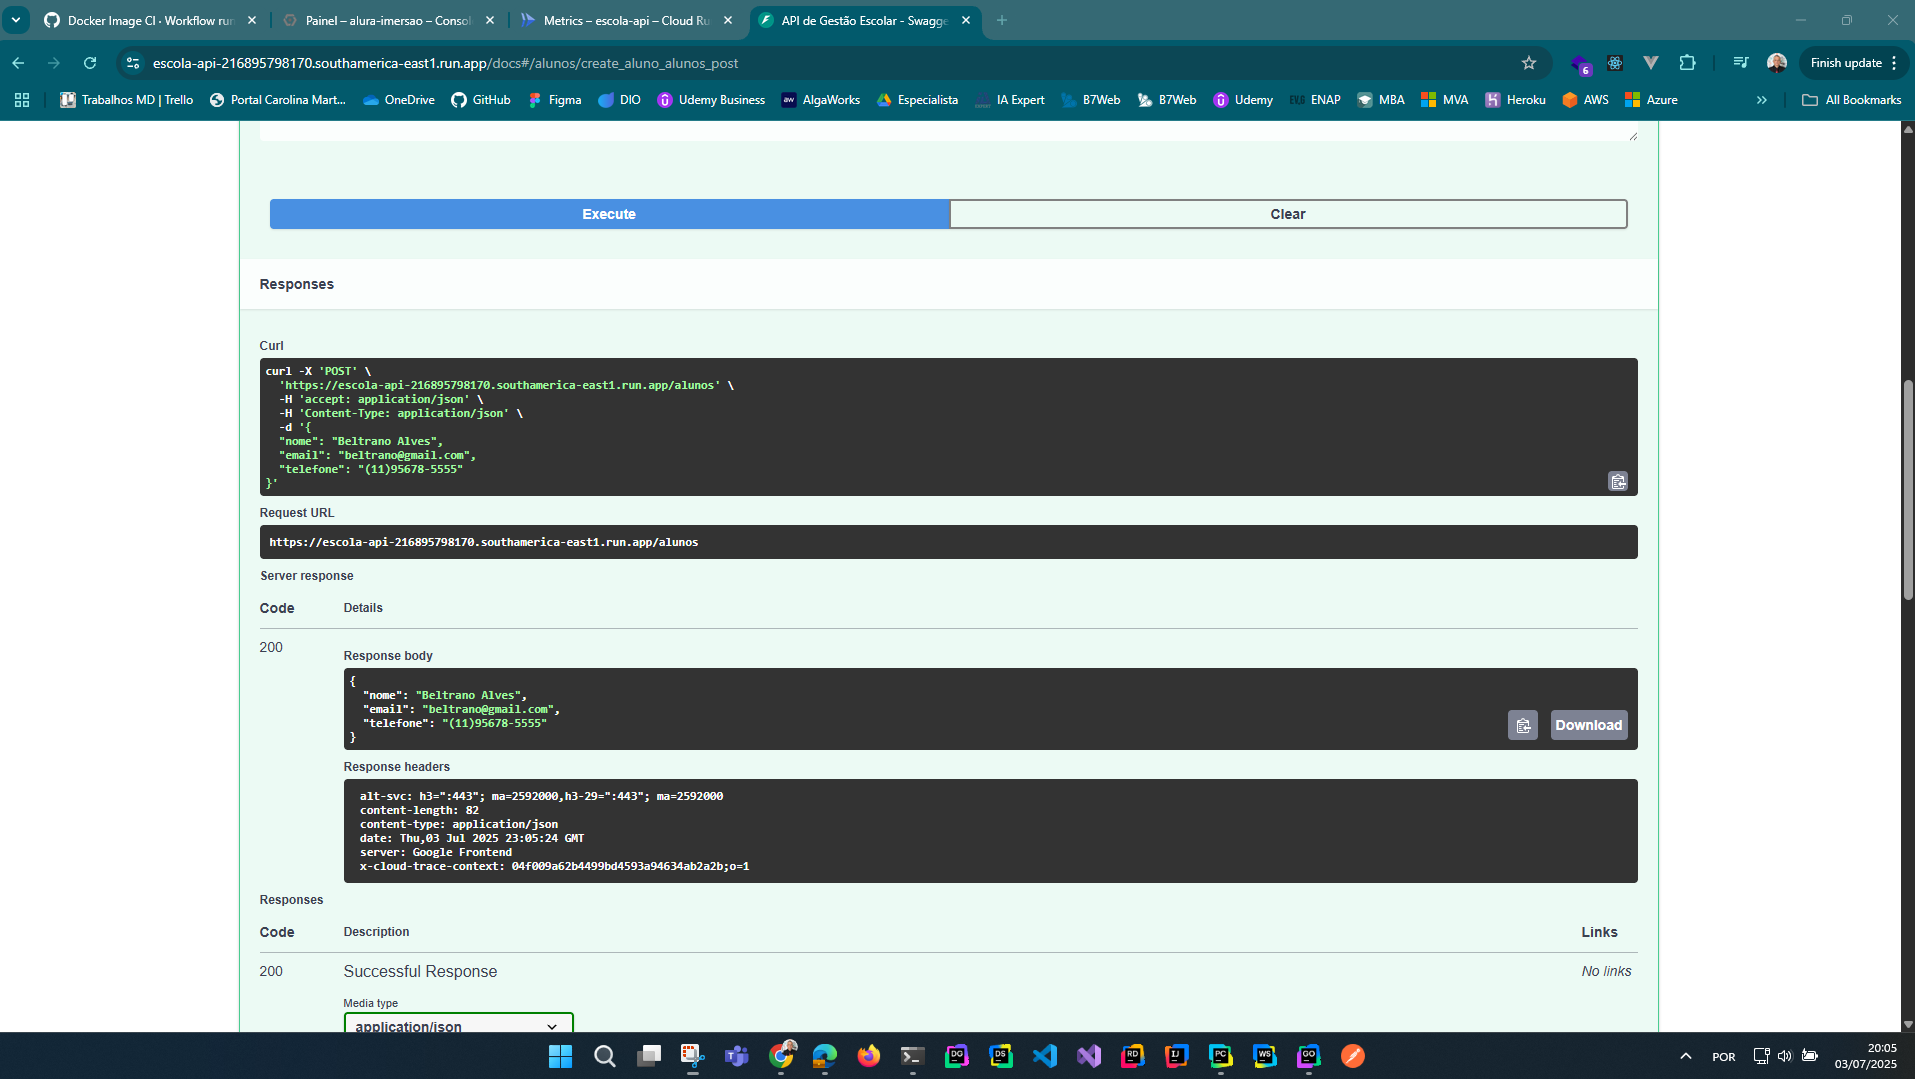 Docker Image CI · Workflow run
Painel – alura-imersao – Consol
Metrics – escola-api – Cloud Ru
API de Gestão Escolar - Swagge
escola-api-216895798170.southamerica-east1.run.app/docs#/alunos/create_aluno_alunos_post
6
Finish update
Trabalhos MD | Trello
Portal Carolina Mart...
OneDrive
GitHub
Figma
DIO
Udemy Business
AlgaWorks
Especialista
IA Expert
B7Web
B7Web
Udemy
ENAP
MBA
MVA
Heroku
AWS
Azure
All Bookmarks
Execute
Clear
Responses
Curl
curl -X 'POST' \
'https://escola-api-216895798170.southamerica-east1.run.app/alunos' \
-H 'accept: application/json' \
-H 'Content-Type: application/json' \
-d '{
"nome": "Beltrano Alves",
"email": "beltrano@gmail.com",
"telefone": "(11)95678-5555"
}'
Request URL
https://escola-api-216895798170.southamerica-east1.run.app/alunos
Server response
Code Details
200
Response body
{
"nome": "Beltrano Alves",
"email": "beltrano@gmail.com",
"telefone": "(11)95678-5555"
}
Download
Response headers
alt-svc: h3=":443"; ma=2592000,h3-29=":443"; ma=2592000
content-length: 82
content-type: application/json
date: Thu,03 Jul 2025 23:05:24 GMT
server: Google Frontend
x-cloud-trace-context: 04f009a62b4499bd4593a94634ab2a2b;o=1
Responses
Code Description Links
200 Successful Response No links
Media type
application/json
DG
DS
RD
IJ
PC
WS
GO
POR
20:05
03/07/2025